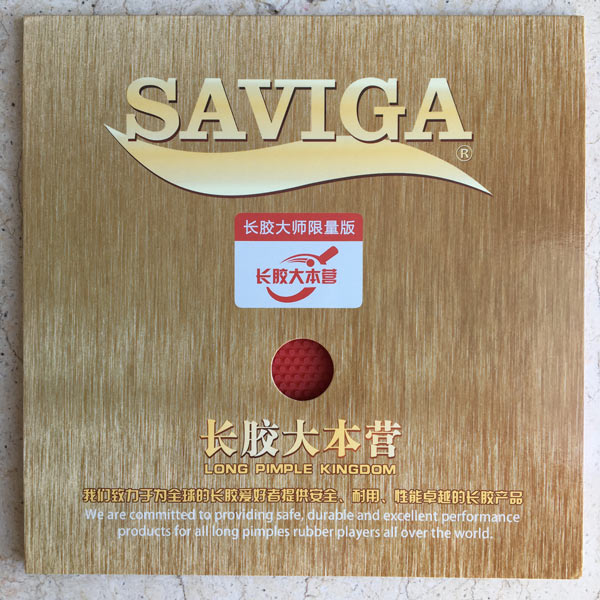 SAVIGA
®
长胶大师限量版
长胶大本营
长胶大本营
LONG PIMPLE KINGDOM
我们致力于为全球的长胶爱好者提供安全、耐用、性能卓越的长胶产品
We are committed to providing safe, durable and excellent performance
products for all long pimples rubber players all over the world.